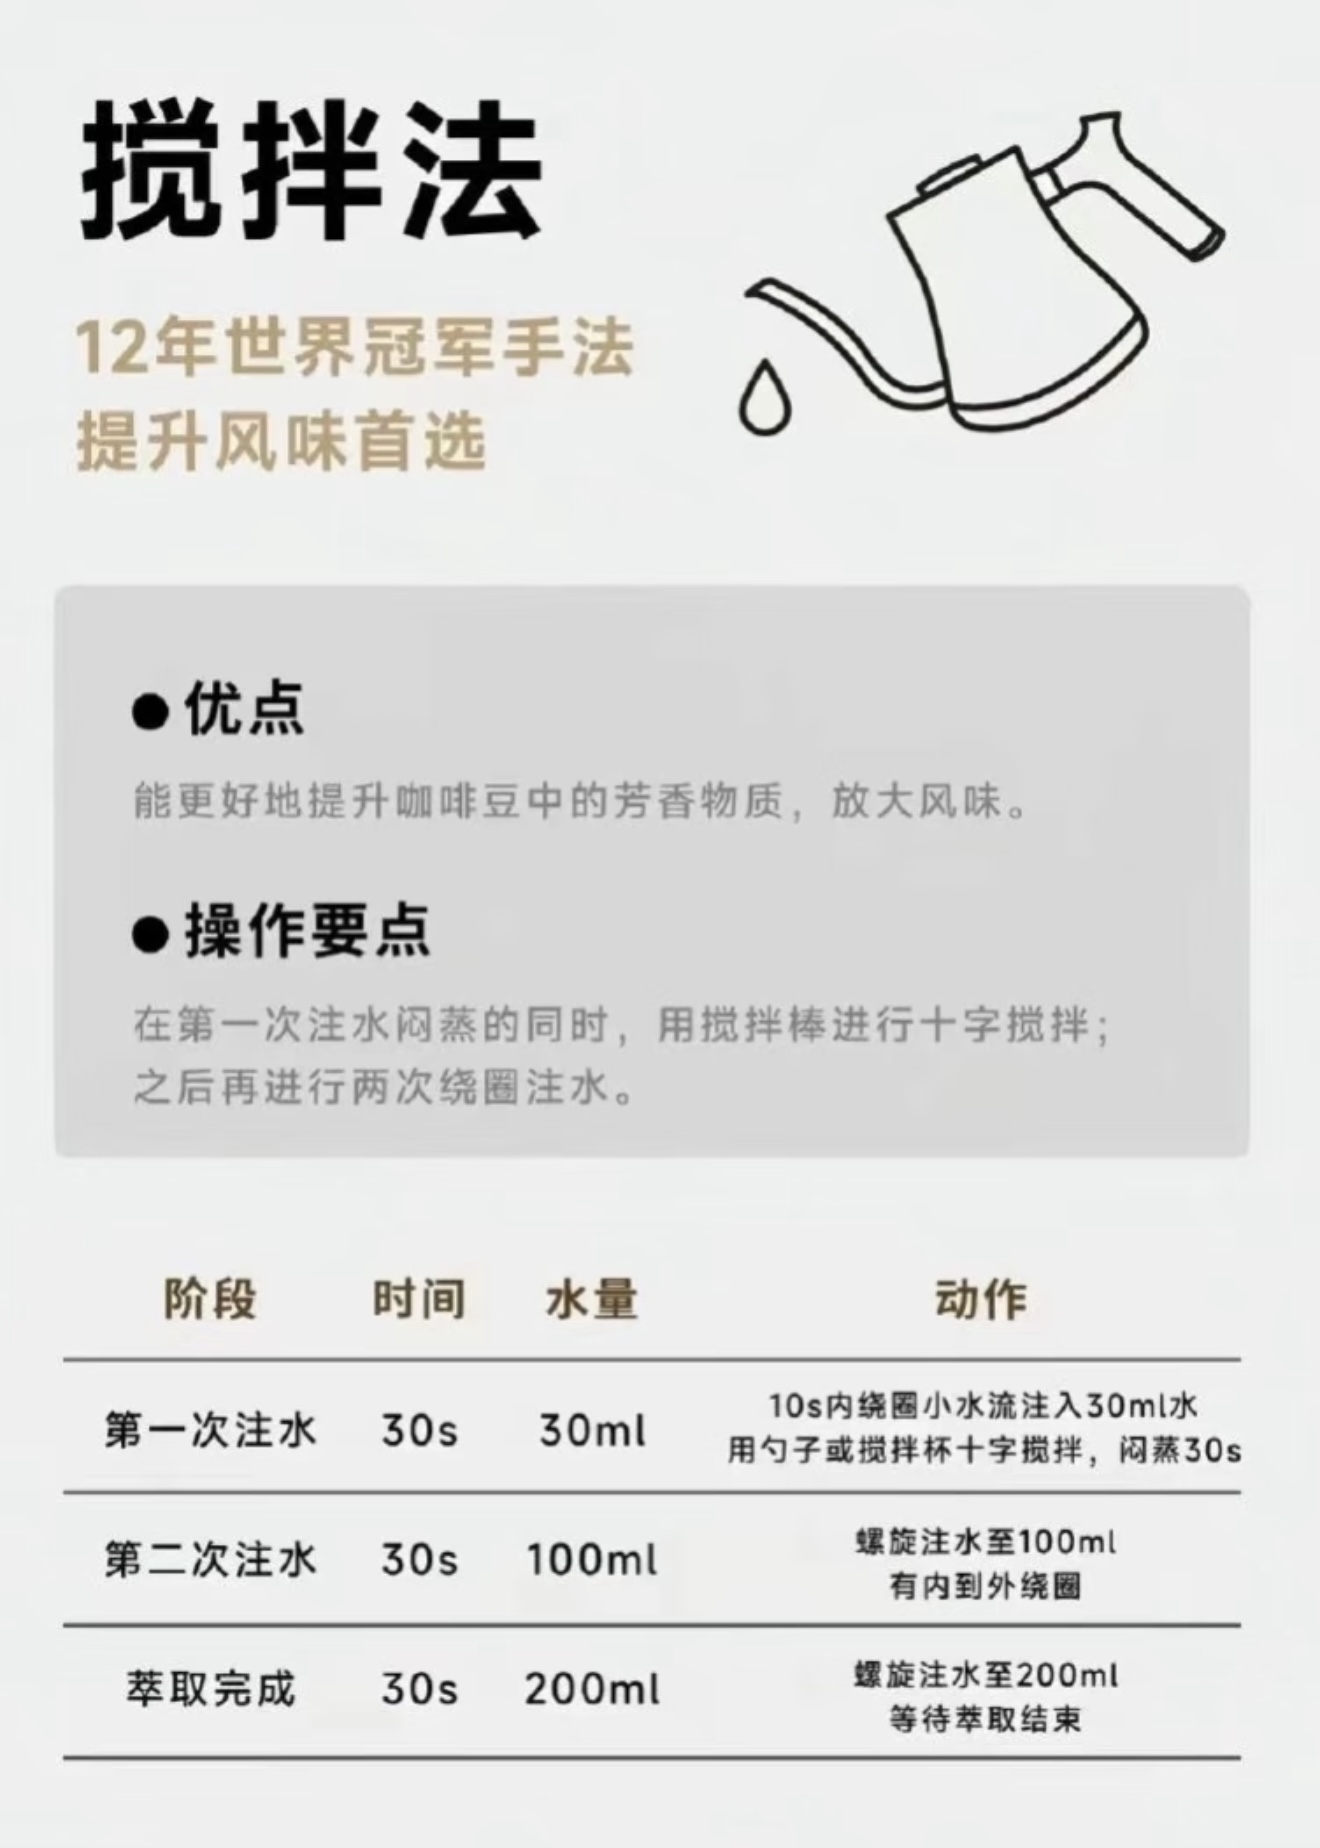 搅拌法
12年世界冠军手法
提升风味首选
●优点
能更好地提升咖啡豆中的芳香物质，放大风味。
●操作要点
在第一次注水闷蒸的同时，用搅拌棒进行十字搅拌；
之后再进行两次绕圈注水。
阶段 时间 水量 动作
第一次注水 30s 30ml 10s内绕圈小水流注入30ml水
用勺子或搅拌杯十字搅拌，闷蒸30s
第二次注水 30s 100ml 螺旋注水至100ml
有内到外绕圈
萃取完成 30s 200ml 螺旋注水至200ml
等待萃取结束